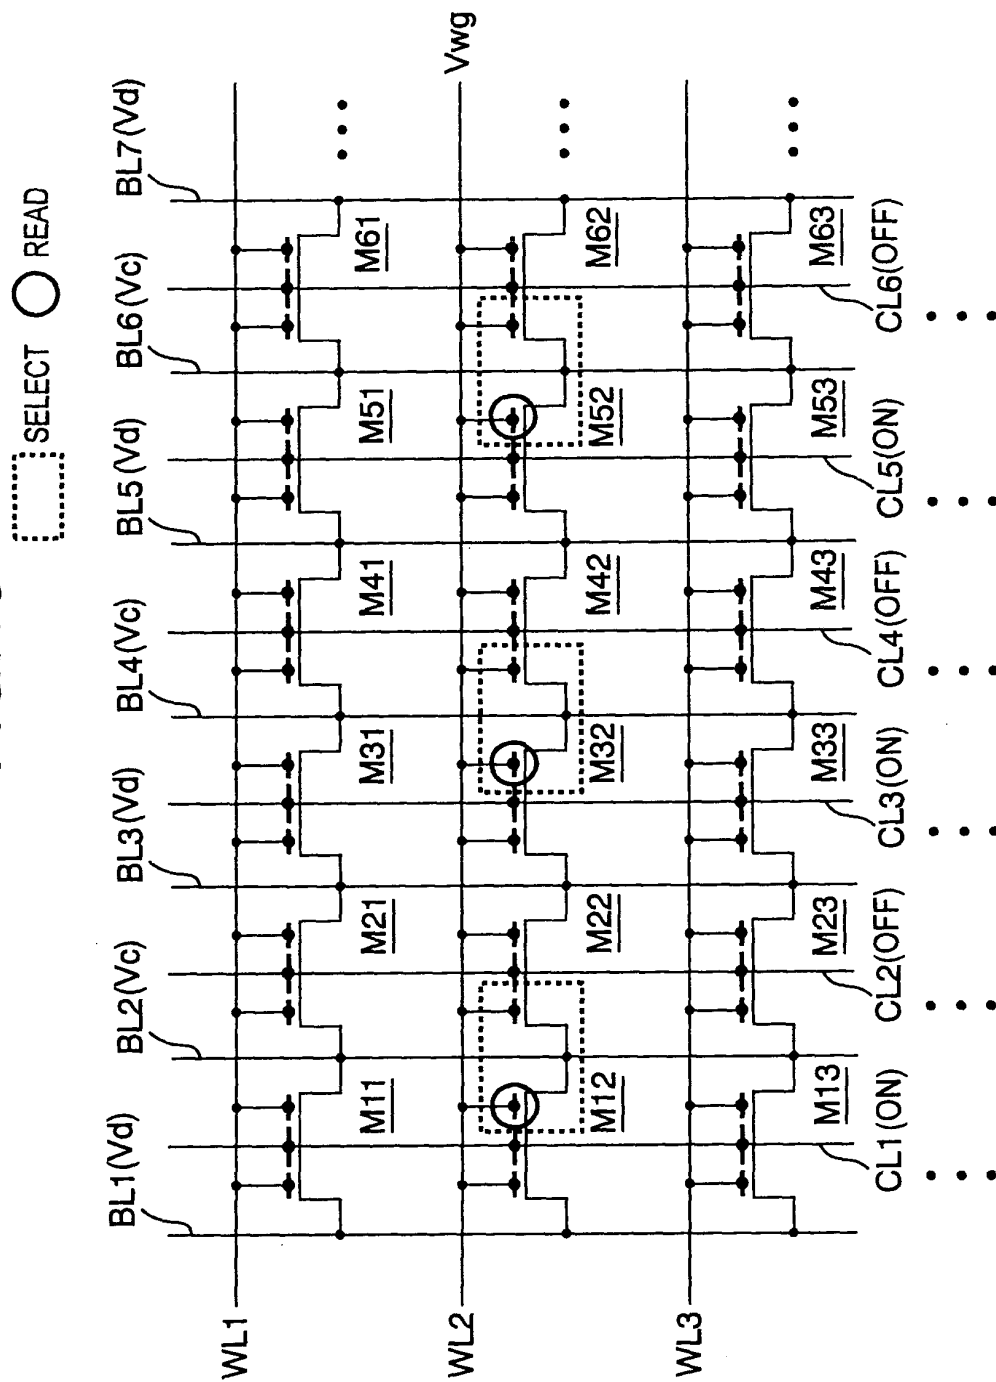 SELECT READ
BL1(Vd) BL2(Vc) BL3(Vd) BL4(Vc) BL5(Vd) BL6(Vc) BL7(Vd)
WL1
M11 M21 M31 M41 M51 M61
WL2 Vwg
M12 M22 M32 M42 M52 M62
WL3
M13 M23 M33 M43 M53 M63
CL1(ON) CL2(OFF) CL3(ON) CL4(OFF) CL5(ON) CL6(OFF)